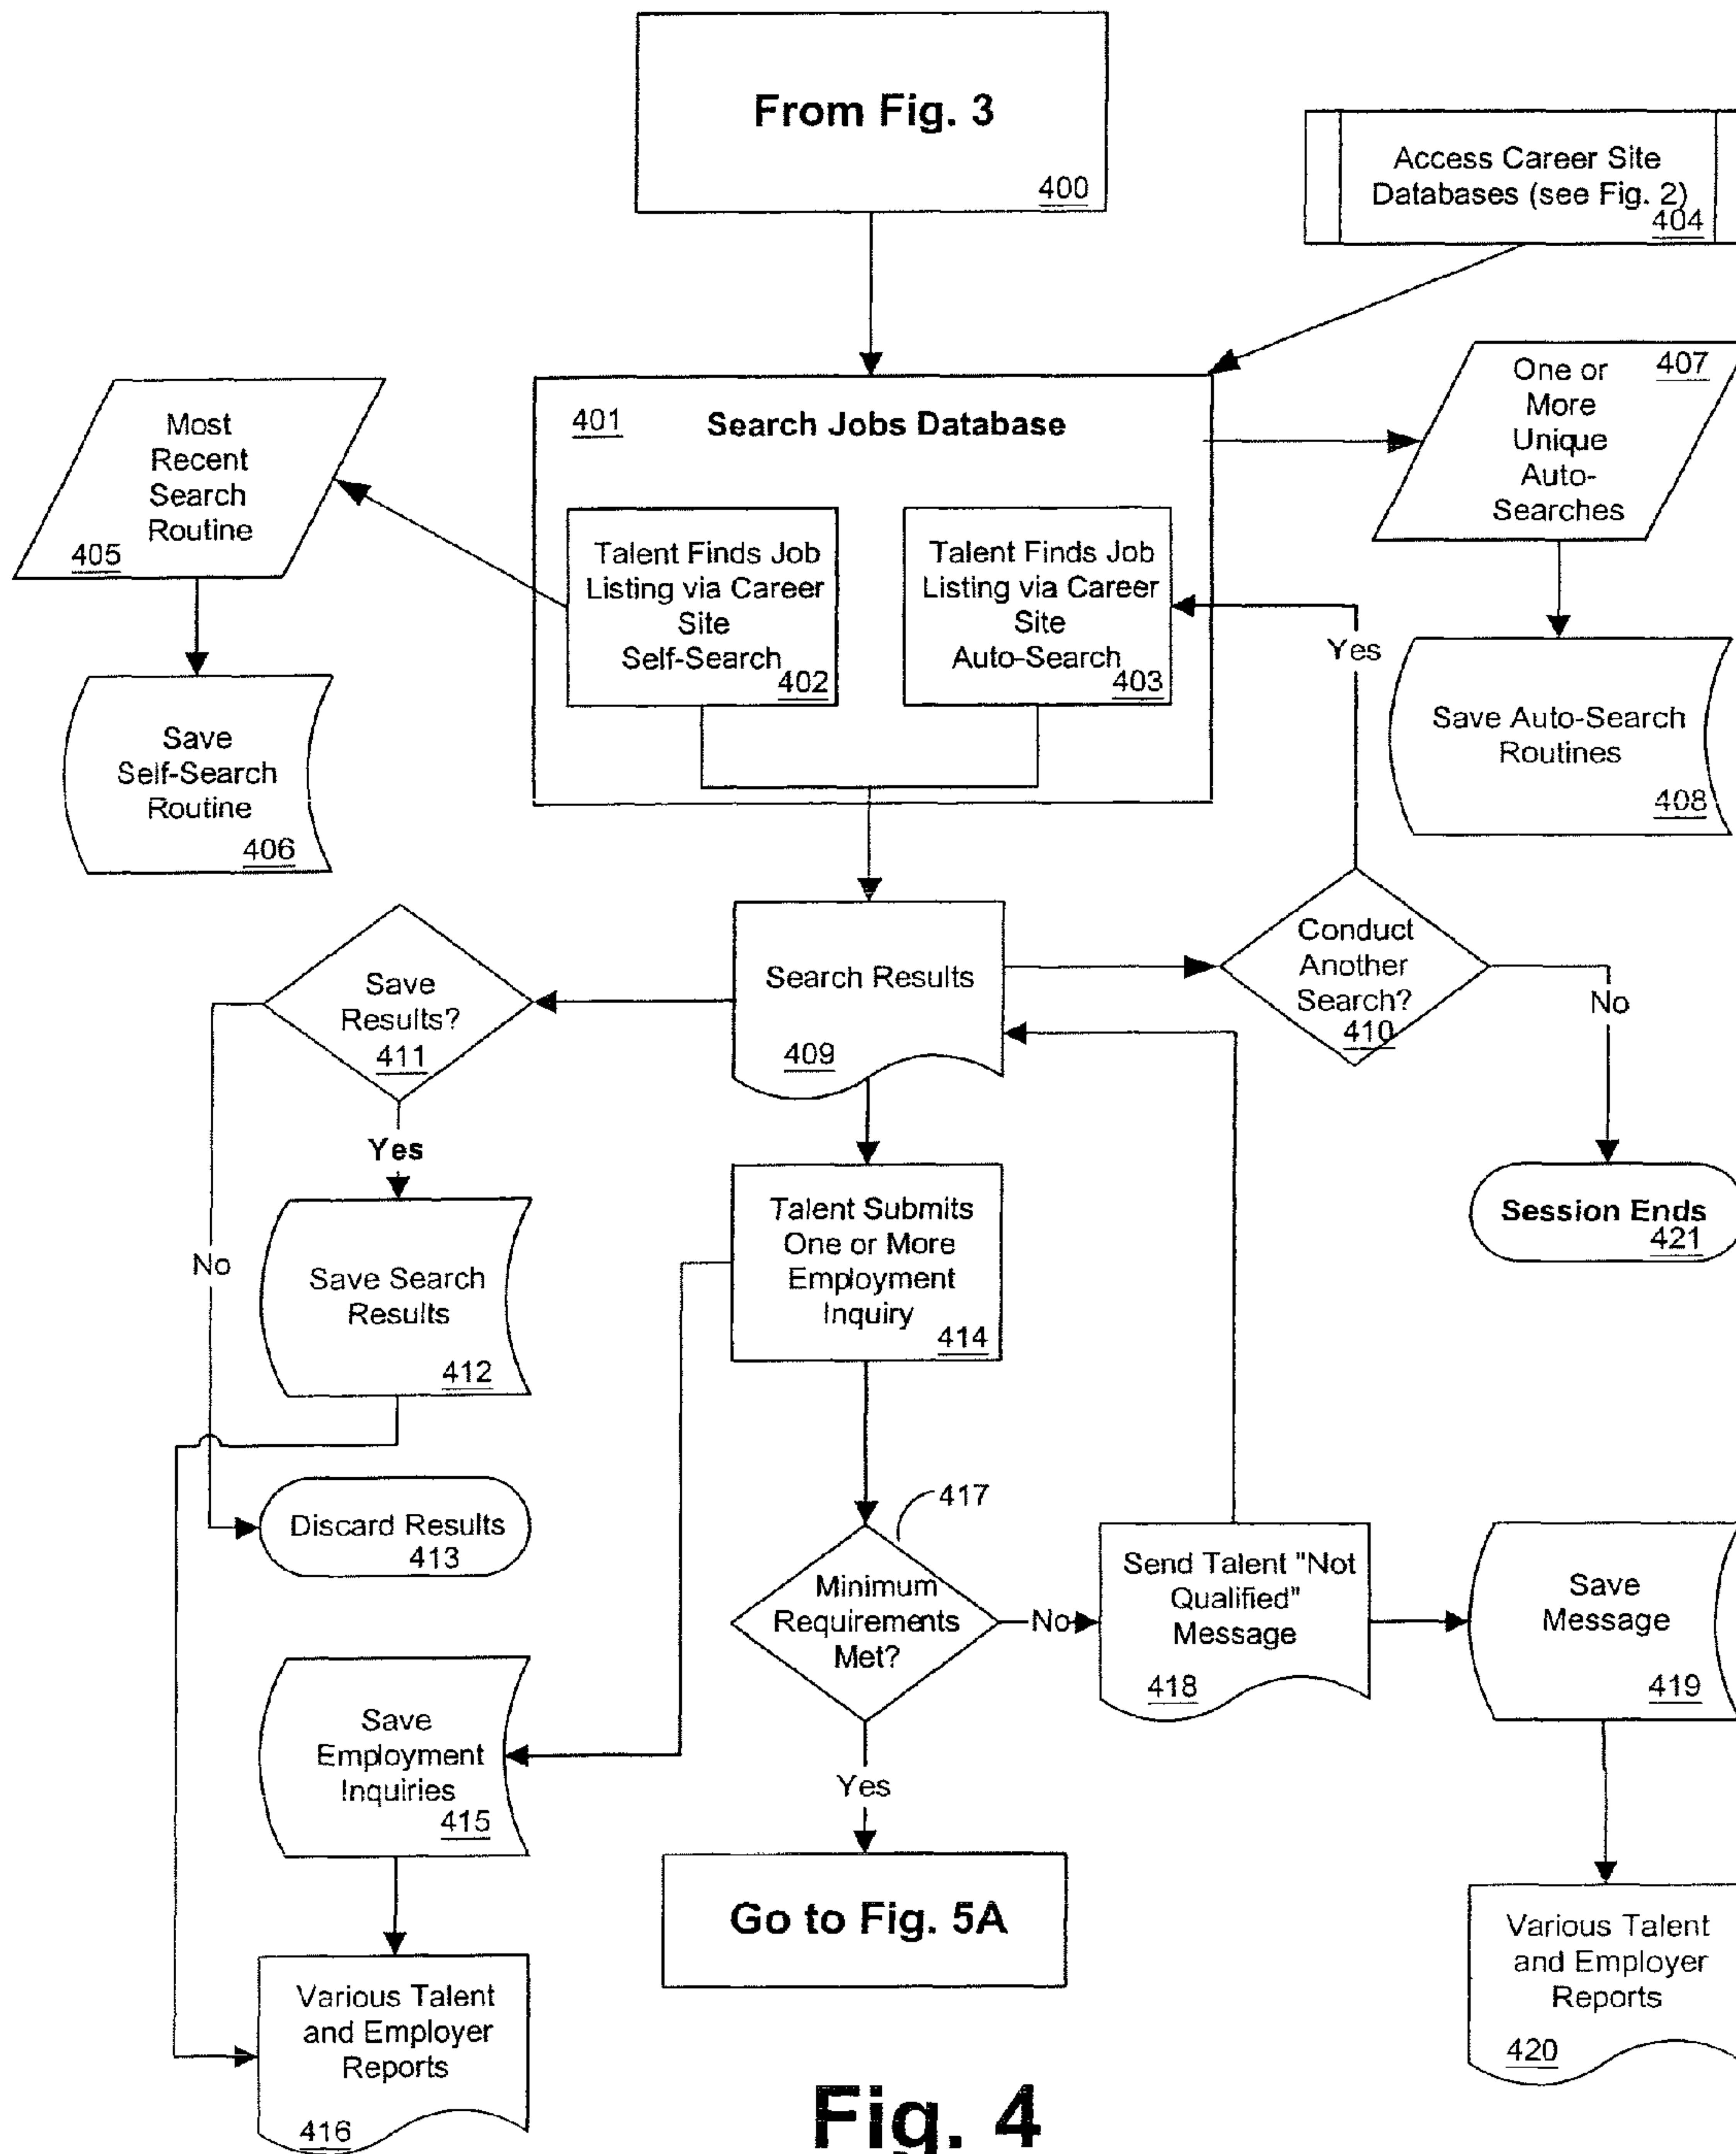 From Fig. 3
400
Access Career Site
Databases (see Fig. 2)
404
401
Search Jobs Database
Most
Recent
Search
Routine
405
407
One or
More
Unique
Auto-
Searches
Talent Finds Job
Listing via Career
Site
Self-Search
402
Talent Finds Job
Listing via Career
Site
Auto-Search
403
Yes
Save
Self-Search
Routine
406
Save Auto-Search
Routines
408
Save
Results?
411
Search Results
409
Conduct
Another
Search?
410
No
Yes
No
Save Search
Results
412
Talent Submits
One or More
Employment
Inquiry
414
Session Ends
421
Discard Results
413
417
Minimum
Requirements
Met?
No
Send Talent "Not
Qualified"
Message
418
Save
Message
419
Save
Employment
Inquiries
415
Yes
Go to Fig. 5A
Various Talent
and Employer
Reports
416
Various Talent
and Employer
Reports
420
Fig. 4